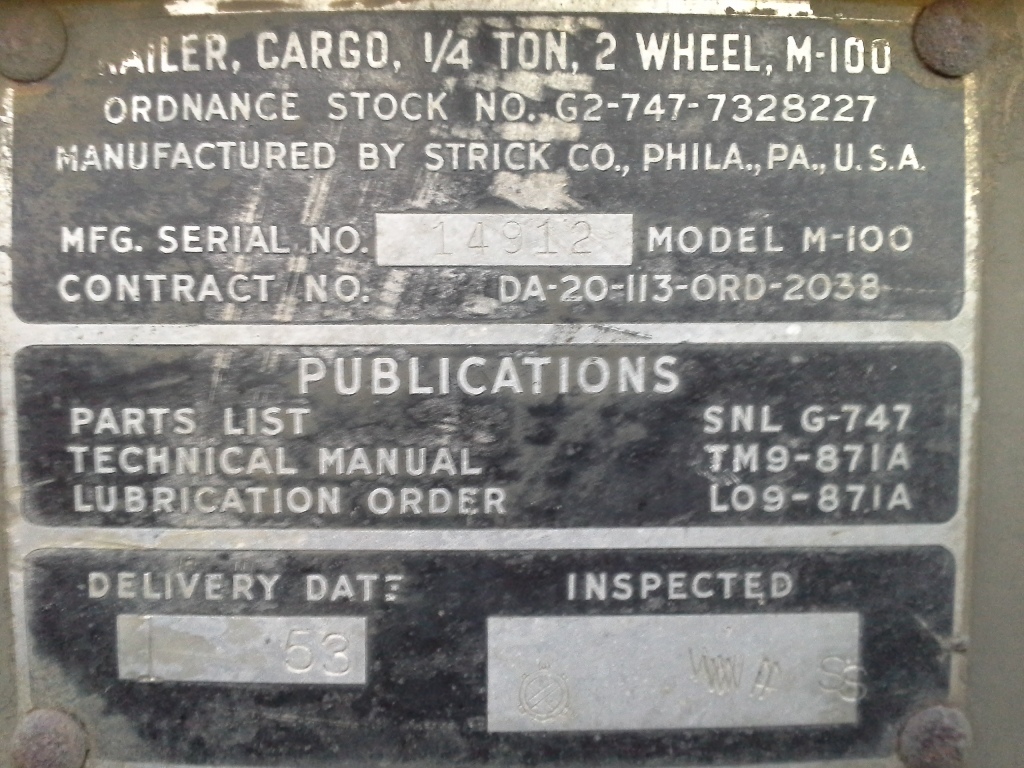 TRAILER, CARGO, 1/4 TON, 2 WHEEL, M-100
ORDNANCE STOCK NO. G2-747-7328227
MANUFACTURED BY STRICK CO., PHILA., PA., U.S.A.
MFG. SERIAL NO. 14912 MODEL M-100
CONTRACT NO. DA-20-113-ORD-2038
PUBLICATIONS
PARTS LIST SNL G-747
TECHNICAL MANUAL TM9-871A
LUBRICATION ORDER LO9-871A
DELIVERY DATE INSPECTED
1 53